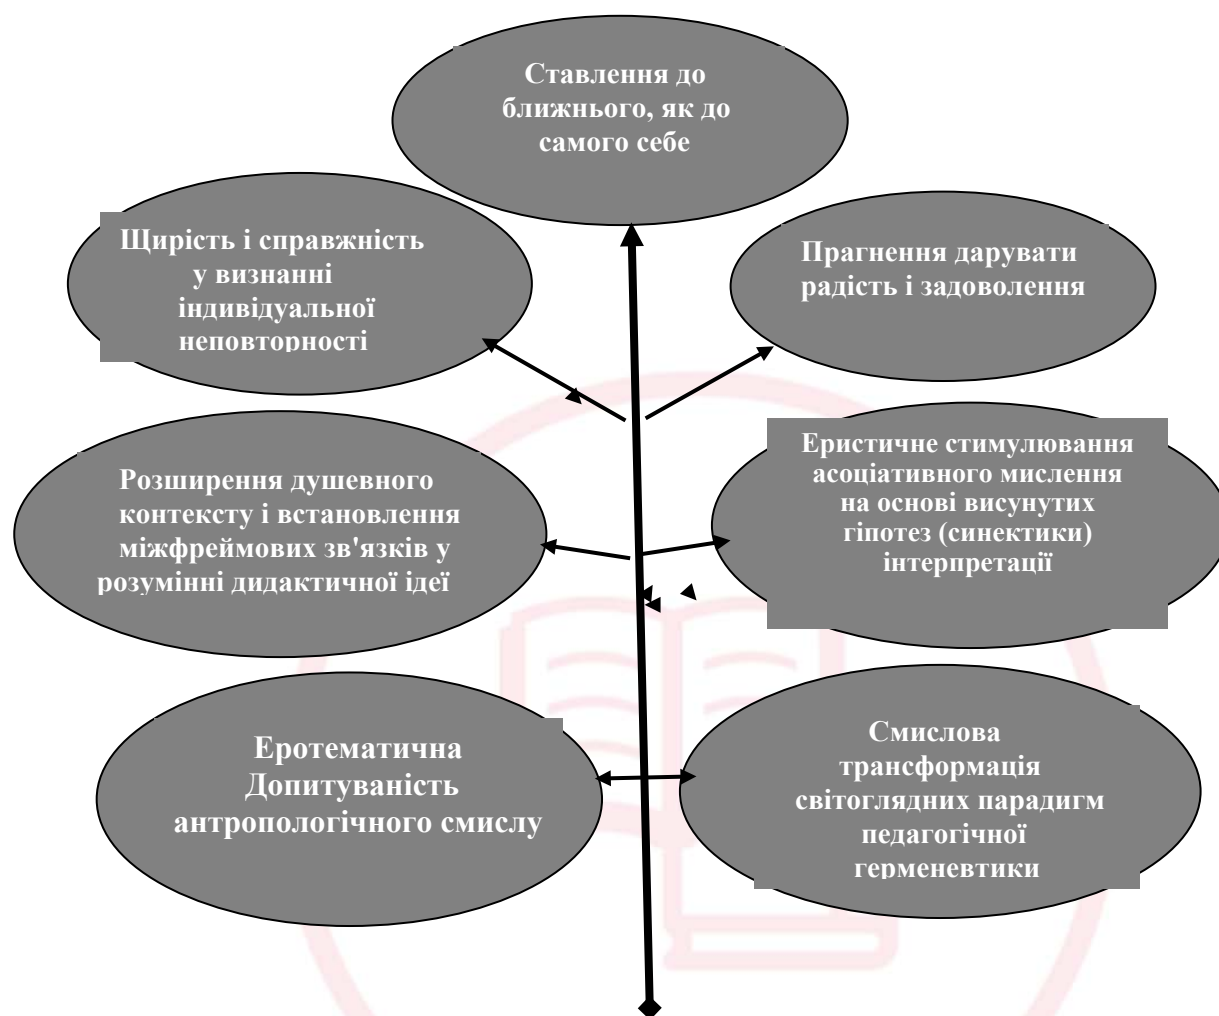 Ставлення до
ближнього, як до
самого себе
Щирість і справжність
у визнанні
індивідуальної
неповторності
Прагнення дарувати
радість і задоволення
Розширення душевного
контексту і встановлення
міжфреймових зв'язків у
розумінні дидактичної ідеї
Еристичне стимулювання
асоціативного мислення
на основі висунутих
гіпотез (синектики)
інтерпретації
Еротематична
Допитуваність
антропологічного смислу
Смислова
трансформація
світоглядних парадигм
педагогічної
герменевтики